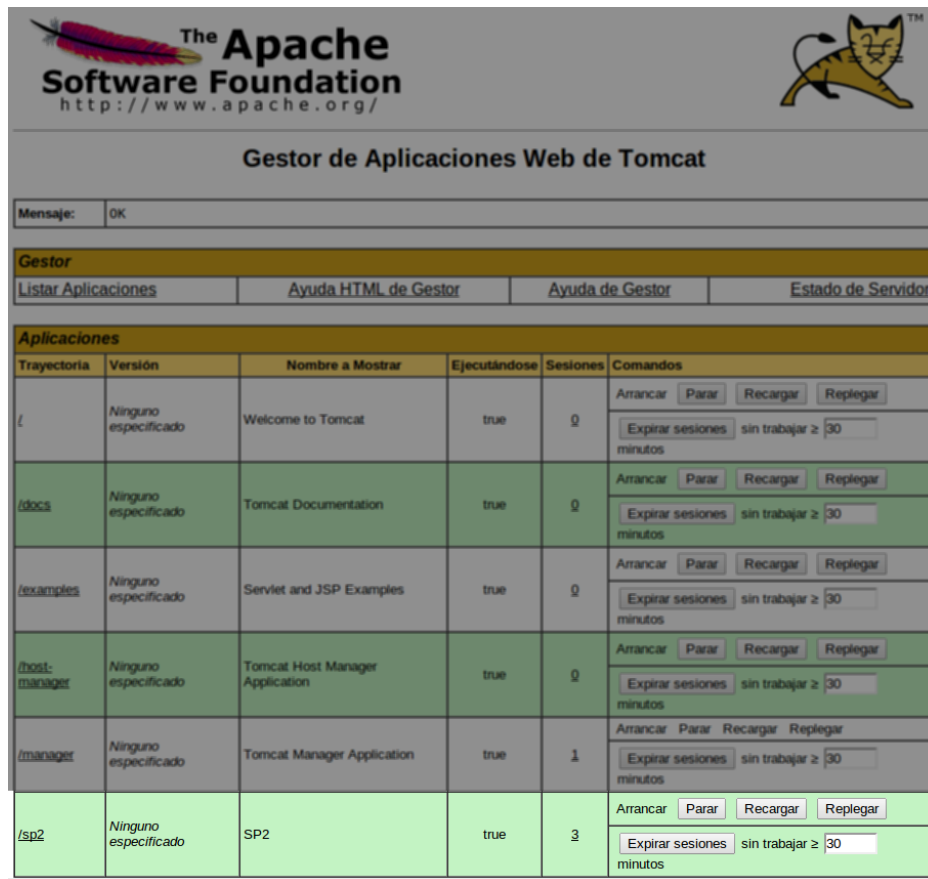 The Apache
Software Foundation
http://www.apache.org/
TM
Gestor de Aplicaciones Web de Tomcat
Mensaje: OK
Gestor
Listar Aplicaciones Ayuda HTML de Gestor Ayuda de Gestor Estado de Servidor
Aplicaciones
Trayectoria Versión Nombre a Mostrar Ejecutándose Sesiones Comandos
/ Ninguno especificado Welcome to Tomcat true 0
Arrancar Parar Recargar Replegar
Expirar sesiones sin trabajar ≥ 30
minutos
/docs Ninguno especificado Tomcat Documentation true 0
Arrancar Parar Recargar Replegar
Expirar sesiones sin trabajar ≥ 30
minutos
/examples Ninguno especificado Servlet and JSP Examples true 0
Arrancar Parar Recargar Replegar
Expirar sesiones sin trabajar ≥ 30
minutos
/host-manager Ninguno especificado Tomcat Host Manager Application true 0
Arrancar Parar Recargar Replegar
Expirar sesiones sin trabajar ≥ 30
minutos
/manager Ninguno especificado Tomcat Manager Application true 1
Arrancar Parar Recargar Replegar
Expirar sesiones sin trabajar ≥ 30
minutos
/sp2 Ninguno especificado SP2 true 3
Arrancar Parar Recargar Replegar
Expirar sesiones sin trabajar ≥ 30
minutos